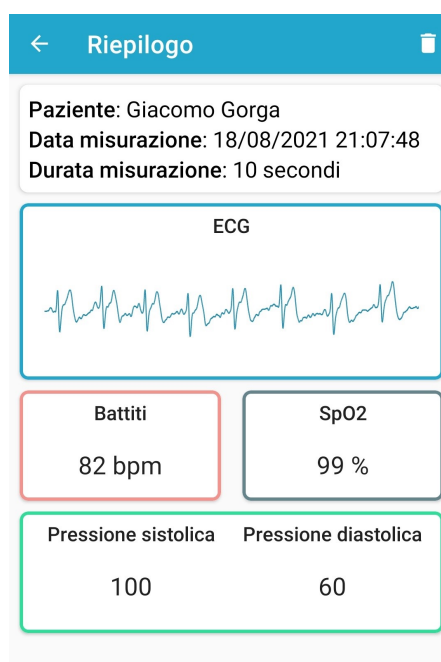 Riepilogo
Paziente: Giacomo Gorga
Data misurazione: 18/08/2021 21:07:48
Durata misurazione: 10 secondi
ECG
Battiti
82 bpm
SpO2
99 %
Pressione sistolica
100
Pressione diastolica
60